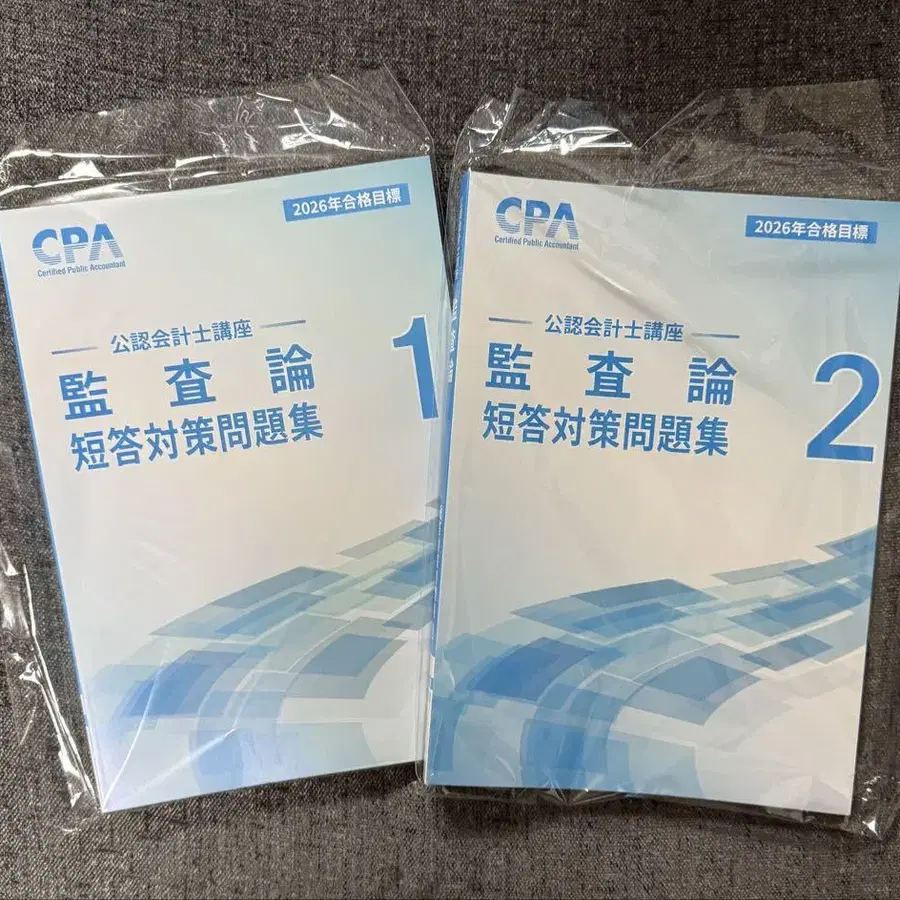 2026年合格目標
CPA
Certified Public Accountant
公認会計士講座
監査論
1
短答対策問題集
2026年合格目標
CPA
Certified Public Accountant
公認会計士講座
監査論
2
短答対策問題集